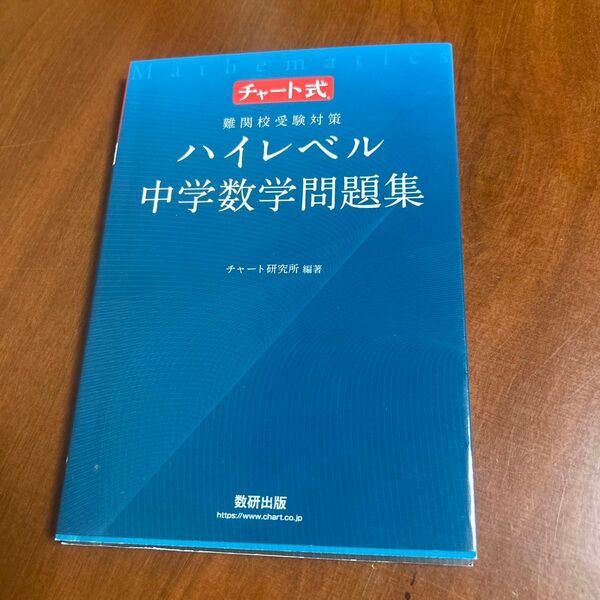 Mathematics
チャート式®
難関校受験対策
ハイレベル
中学数学問題集
チャート研究所 編著
数研出版
https://www.chart.co.jp